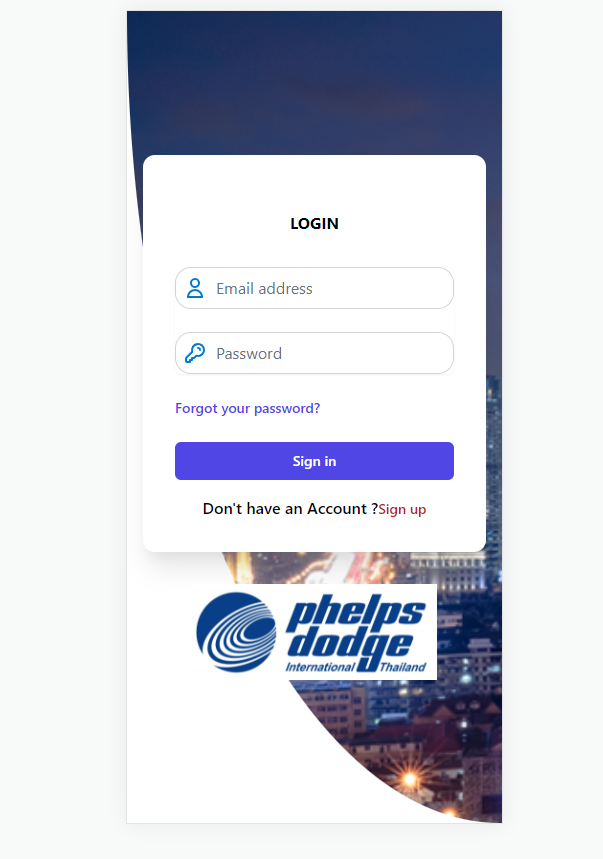 LOGIN
Email address
Password
Forgot your password?
Sign in
Don't have an Account ?Sign up
phelps
dodge
International Thailand